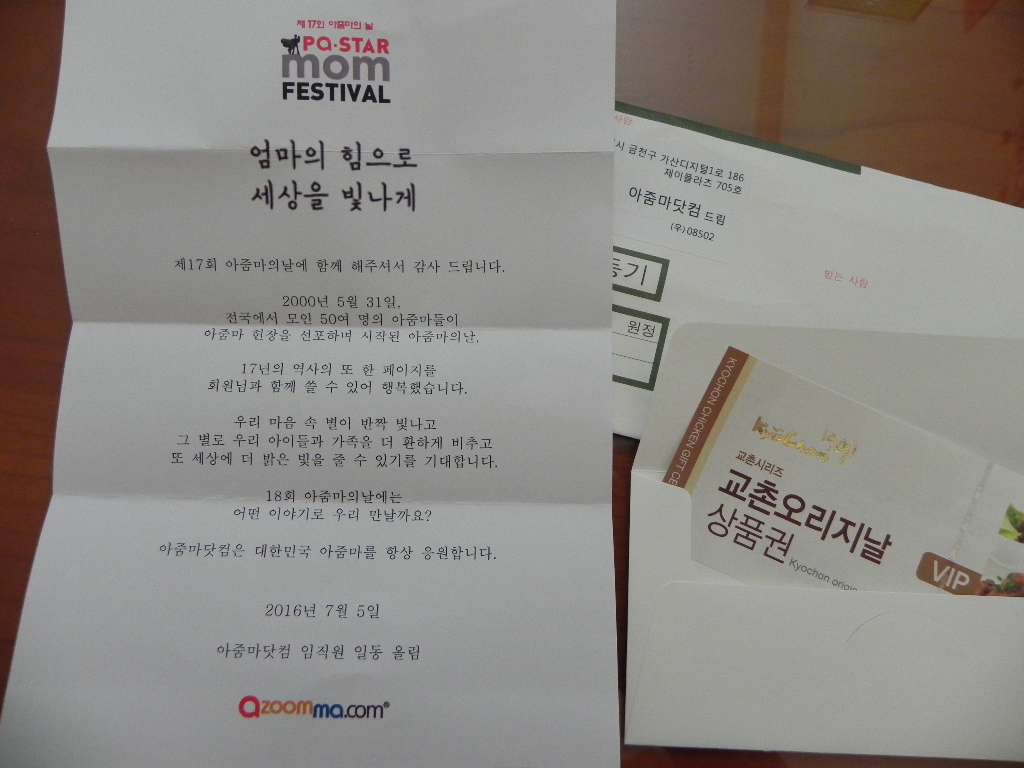 제17회 아줌마의 날
Pa·STAR
mom
FESTIVAL
엄마의 힘으로
세상을 빛나게
제17회 아줌마의날에 함께 해주셔서 감사 드립니다.
2000년 5월 31일,
전국에서 모인 50여 명의 아줌마들이
아줌마 헌장을 선포하며 시작된 아줌마의날,
17년의 역사의 또 한 페이지를
회원님과 함께 쓸 수 있어 행복했습니다.
우리 마음 속 별이 반짝 빛나고
그 별로 우리 아이들과 가족을 더 환하게 비추고
또 세상에 더 밝은 빛을 줄 수 있기를 기대합니다.
18회 아줌마의날에는
어떤 이야기로 우리 만날까요?
아줌마닷컴은 대한민국 아줌마를 항상 응원합니다.
2016년 7월 5일
아줌마닷컴 임직원 일동 올림
azoomma.com®
사람
시 금천구 가산디지털1로 186
제이플라츠 705호
아줌마닷컴 드림
(우)08502
등기
원정
받는 사람
KYOCHON CHICKEN GIFT CE
Kyochon 교촌
교촌시리즈
교촌오리지날
상품권
Kyochon origin
VIP